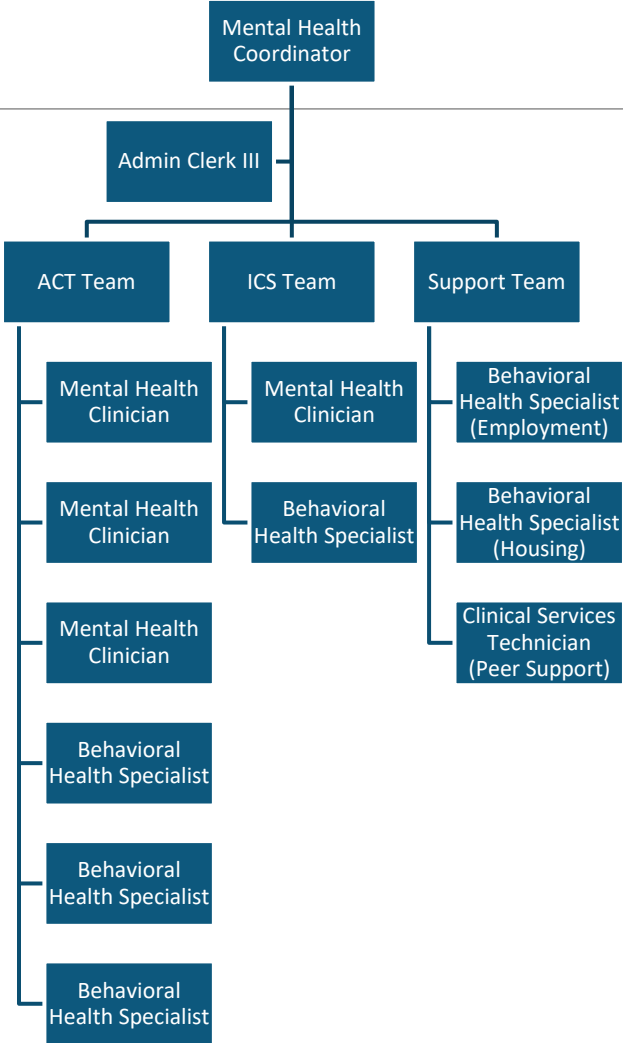 Mental Health
Coordinator
Admin Clerk III
ACT Team
Mental Health
Clinician
Mental Health
Clinician
Mental Health
Clinician
Behavioral
Health Specialist
Behavioral
Health Specialist
Behavioral
Health Specialist
ICS Team
Mental Health
Clinician
Behavioral
Health Specialist
Support Team
Behavioral
Health Specialist
(Employment)
Behavioral
Health Specialist
(Housing)
Clinical Services
Technician
(Peer Support)